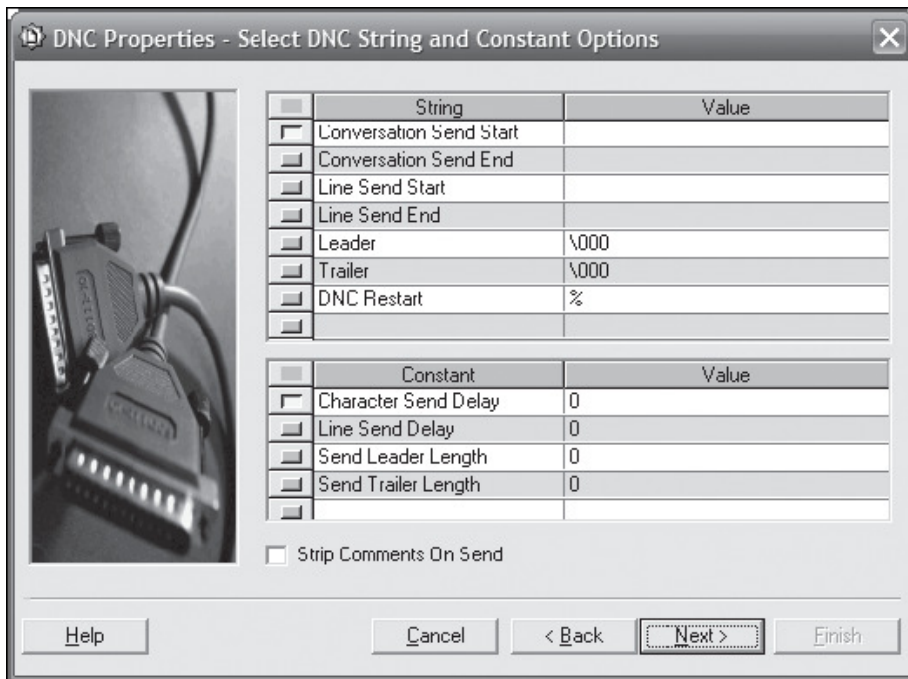 DNC Properties - Select DNC String and Constant Options
String Value
Conversation Send Start
Conversation Send End
Line Send Start
Line Send End
Leader \000
Trailer \000
DNC Restart %
Constant Value
Character Send Delay 0
Line Send Delay 0
Send Leader Length 0
Send Trailer Length 0
Strip Comments On Send
Help Cancel < Back Next > Finish